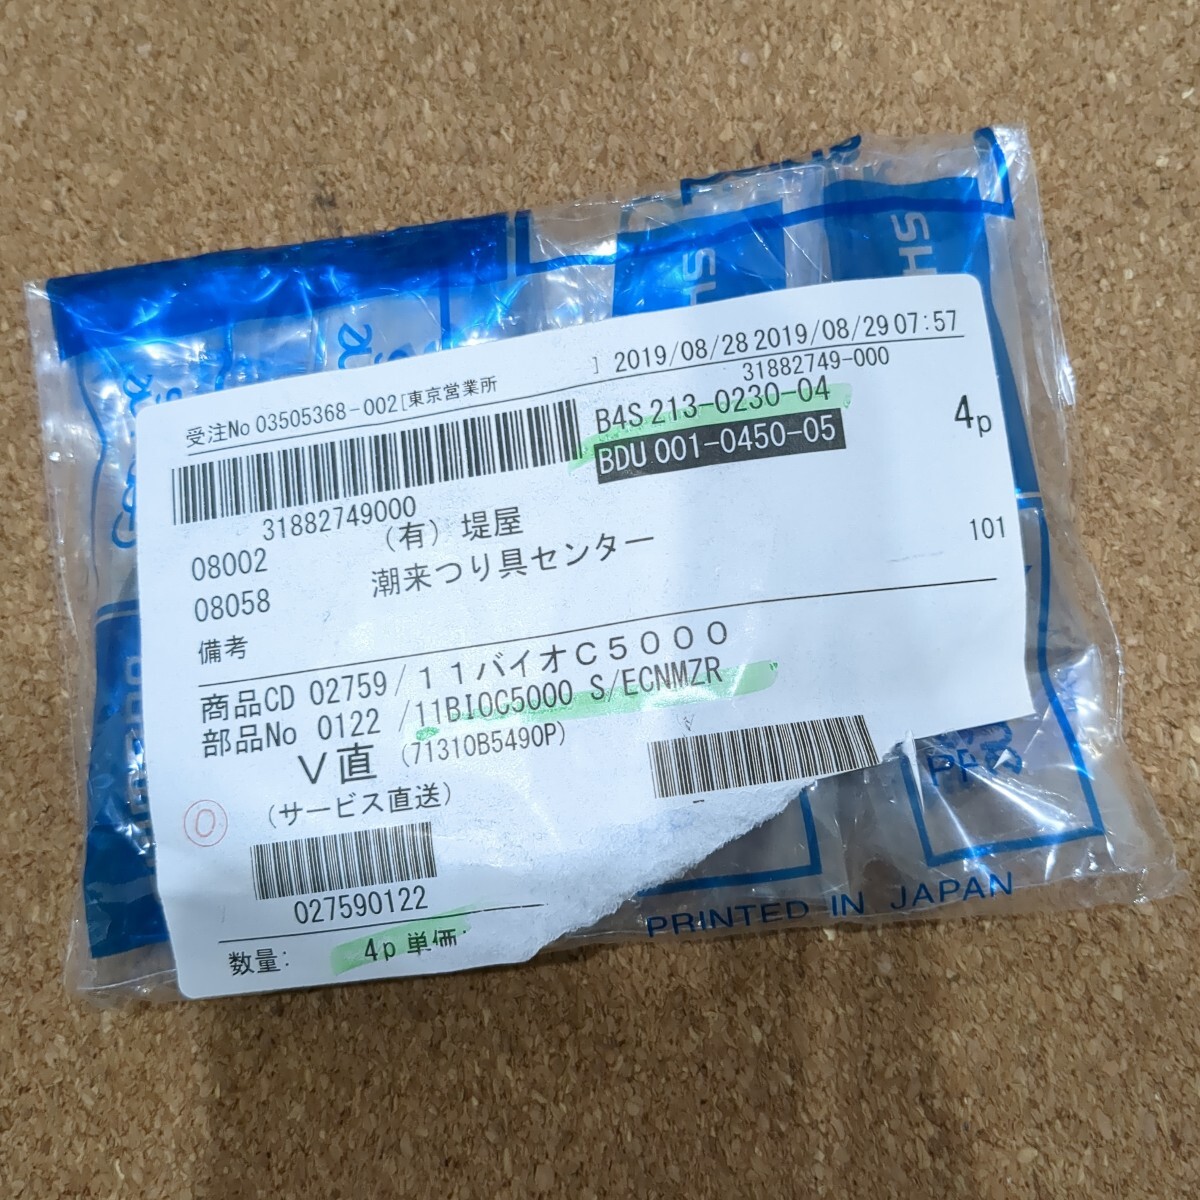 SH
SH
受注No 03505368-002[東京営業所 ] 2019/08/28 2019/08/29 07:57
31882749-000
B4S 213-0230-04
BDU 001-0450-05
4p
31882749000
08002 (有) 堤屋
08058 潮来つり具センター 101
備考
商品CD 02759/11バイオC5000
部品No 0122 /11BIOC5000 S/ECNMZR
V直 (71310B5490P)
(サービス直送)
027590122
数量: 4p 単価:
PRINTED IN JAPAN